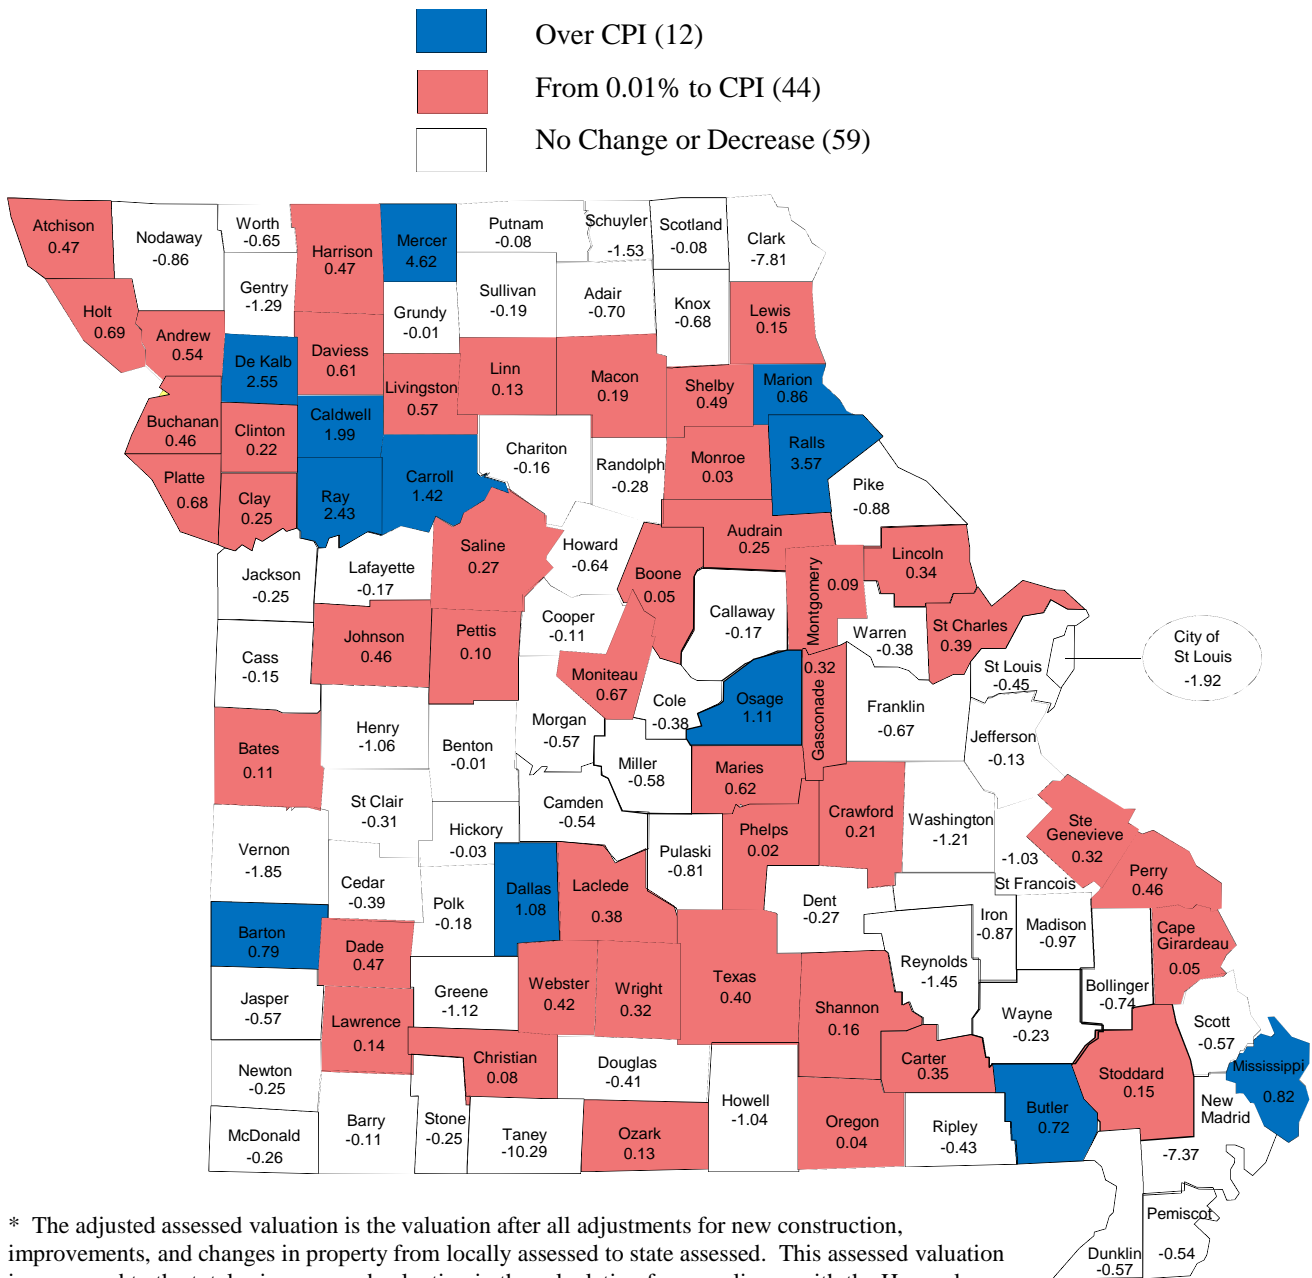 Over CPI (12)
From 0.01% to CPI (44)
No Change or Decrease (59)
Atchison
0.47
Nodaway
-0.86
Worth
-0.65
Harrison
0.47
Mercer
4.62
Putnam
-0.08
Schuyler
-1.53
Scotland
-0.08
Clark
-7.81
Holt
0.69
Andrew
0.54
Gentry
-1.29
De Kalb
2.55
Daviess
0.61
Grundy
-0.01
Sullivan
-0.19
Adair
-0.70
Knox
-0.68
Lewis
0.15
Buchanan
0.46
Clinton
0.22
Caldwell
1.99
Livingston
0.57
Linn
0.13
Macon
0.19
Shelby
0.49
Marion
0.86
Platte
0.68
Clay
0.25
Ray
2.43
Carroll
1.42
Chariton
-0.16
Randolph
-0.28
Monroe
0.03
Ralls
3.57
Pike
-0.88
Jackson
-0.25
Lafayette
-0.17
Saline
0.27
Howard
-0.64
Boone
0.05
Audrain
0.25
Callaway
-0.17
Montgomery
0.09
Lincoln
0.34
Warren
-0.38
St Charles
0.39
St Louis
-0.45
City of
St Louis
-1.92
Cass
-0.15
Johnson
0.46
Pettis
0.10
Cooper
-0.11
Moniteau
0.67
Cole
-0.38
Osage
1.11
Gasconade
0.32
Franklin
-0.67
Jefferson
-0.13
Bates
0.11
Henry
-1.06
Benton
-0.01
Morgan
-0.57
Miller
-0.58
Maries
0.62
St Clair
-0.31
Camden
-0.54
Phelps
0.02
Crawford
0.21
Washington
-1.21
-1.03
St Francois
Ste
Genevieve
0.32
Perry
0.46
Vernon
-1.85
Hickory
-0.03
Cedar
-0.39
Polk
-0.18
Dallas
1.08
Laclede
0.38
Pulaski
-0.81
Dent
-0.27
Iron
-0.87
Madison
-0.97
Cape
Girardeau
0.05
Barton
0.79
Dade
0.47
Greene
-1.12
Webster
0.42
Wright
0.32
Texas
0.40
Reynolds
-1.45
Bollinger
-0.74
Jasper
-0.57
Lawrence
0.14
Shannon
0.16
Wayne
-0.23
Scott
-0.57
Newton
-0.25
Christian
0.08
Douglas
-0.41
Carter
0.35
Stoddard
0.15
Mississippi
0.82
McDonald
-0.26
Barry
-0.11
Stone
-0.25
Taney
-10.29
Ozark
0.13
Howell
-1.04
Oregon
0.04
Ripley
-0.43
Butler
0.72
New
Madrid
-7.37
Pemiscot
-0.54
Dunklin
-0.57
* The adjusted assessed valuation is the valuation after all adjustments for new construction,
improvements, and changes in property from locally assessed to state assessed. This assessed valuation